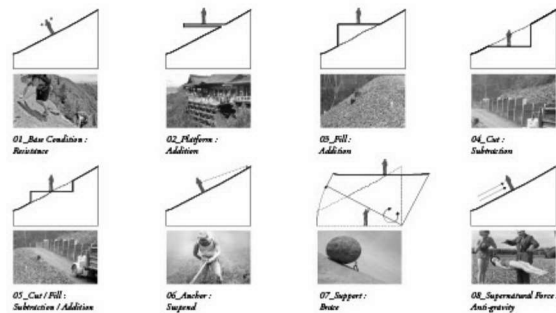 01_Base Condition :
Resistance
02_Platform :
Addition
03_Fill :
Addition
04_Cut :
Subtraction
05_Cut / Fill :
Subtraction / Addition
06_Anchor :
Suspend
07_Support :
Brace
08_Supernatural Force :
Anti-gravity